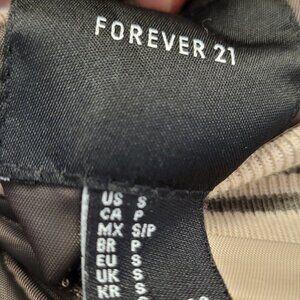 FOREVER 21
US S
CA P
MX S/P
BR P
EU S
UK S
KR